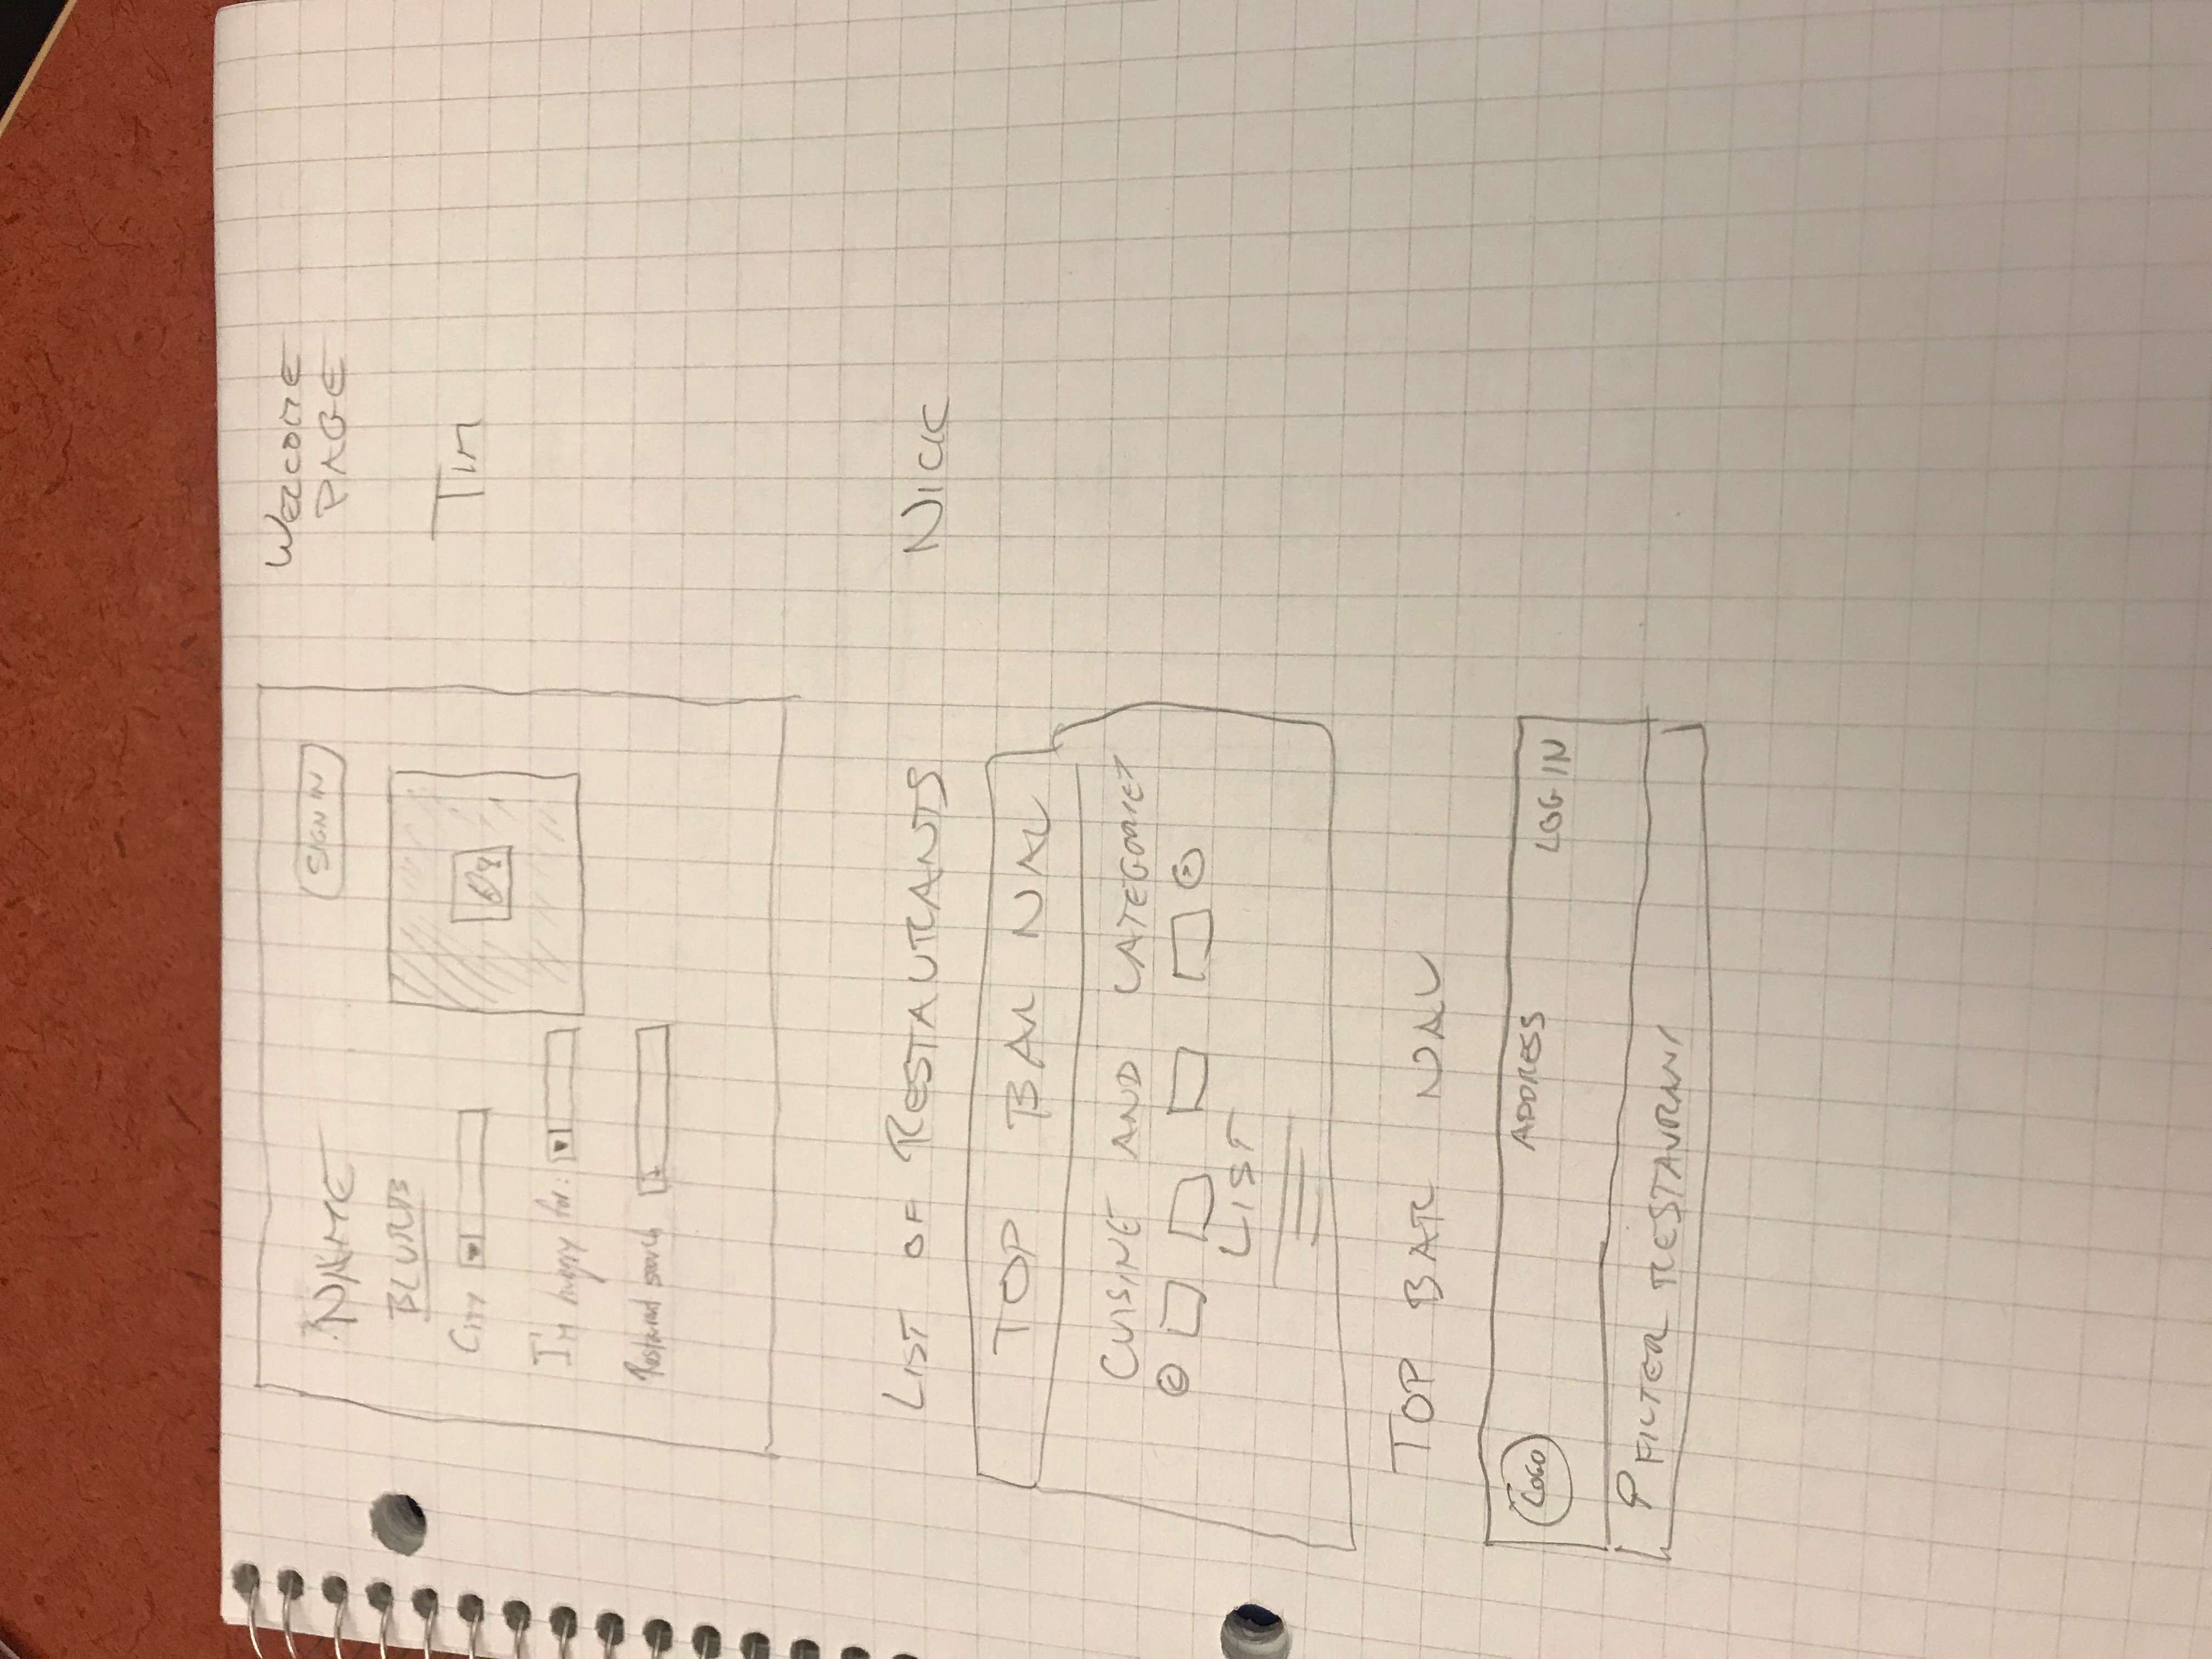 WELCOME
PAGE
TIM
NAME
SIGN IN
BLURB
City
I'm hungry for:
Restaurant search
LIST OF RESTAURANTS
NICK
TOP BAR NAV
CUISINE AND CATEGORIES
LIST
TOP BAR NAV
LOGO
ADDRESS
LOG IN
FILTER RESTAURANT